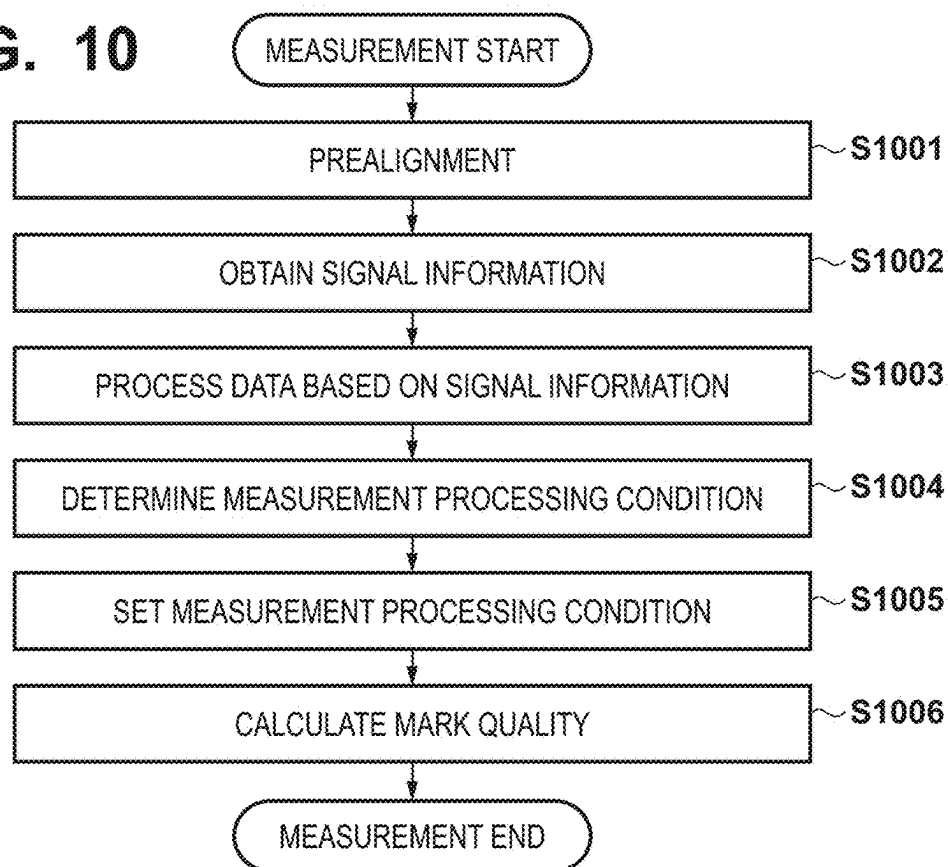 G. 10
MEASUREMENT START
PREALIGNMENT
S1001
OBTAIN SIGNAL INFORMATION
S1002
PROCESS DATA BASED ON SIGNAL INFORMATION
S1003
DETERMINE MEASUREMENT PROCESSING CONDITION
S1004
SET MEASUREMENT PROCESSING CONDITION
S1005
CALCULATE MARK QUALITY
S1006
MEASUREMENT END